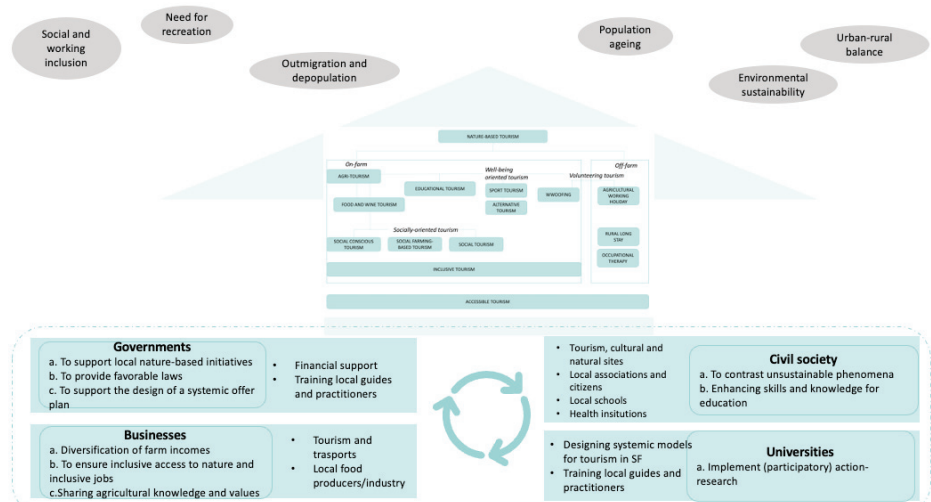 Social and
working
inclusion
Need for
recreation
Outmigration and
depopulation
Population
ageing
Environmental
sustainability
Urban-rural
balance
NATURE-BASED TOURISM
On-farm
AGRI-TOURISM
EDUCATIONAL TOURISM
FOOD AND WINE TOURISM
Well-being
oriented tourism
SPORT TOURISM
ALTERNATIVE
TOURISM
Volunteering tourism
WWOOFING
Off-farm
AGRICULTURAL
WORKING
HOLIDAY
RURAL LONG
STAY
OCCUPATIONAL
THERAPY
Socially-oriented tourism
SOCIAL CONSCIOUS
TOURISM
SOCIAL FARMING-
BASED TOURISM
SOCIAL TOURISM
INCLUSIVE TOURISM
ACCESSIBLE TOURISM
Governments
a. To support local nature-based initiatives
b. To provide favorable laws
c. To support the design of a systemic offer
plan
• Financial support
• Training local guides
and practitioners
• Tourism, cultural and
natural sites
• Local associations and
citizens
• Local schools
• Health insitutions
Civil society
a. To contrast unsustainable phenomena
b. Enhancing skills and knowledge for
education
Businesses
a. Diversification of farm incomes
b. To ensure inclusive access to nature and
inclusive jobs
c.Sharing agricultural knowledge and values
• Tourism and
trasports
• Local food
producers/industry
• Designing systemic models
for tourism in SF
• Training local guides and
practitioners
Universities
a. Implement (participatory) action-
research